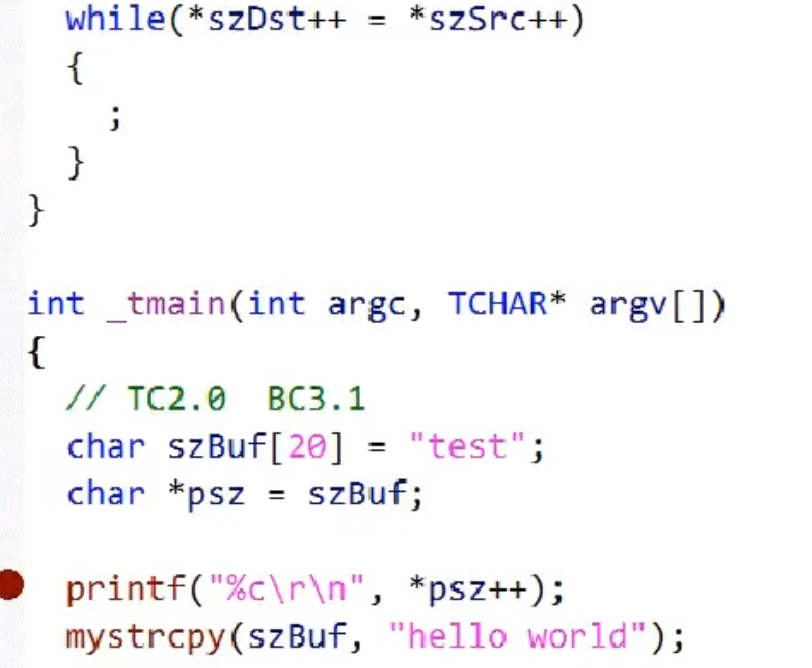 while(*szDst++ = *szSrc++)
{
;
}
}
int _tmain(int argc, TCHAR* argv[])
{
// TC2.0  BC3.1
char szBuf[20] = "test";
char *psz = szBuf;
printf("%c\r\n", *psz++);
mystrcpy(szBuf, "hello world");